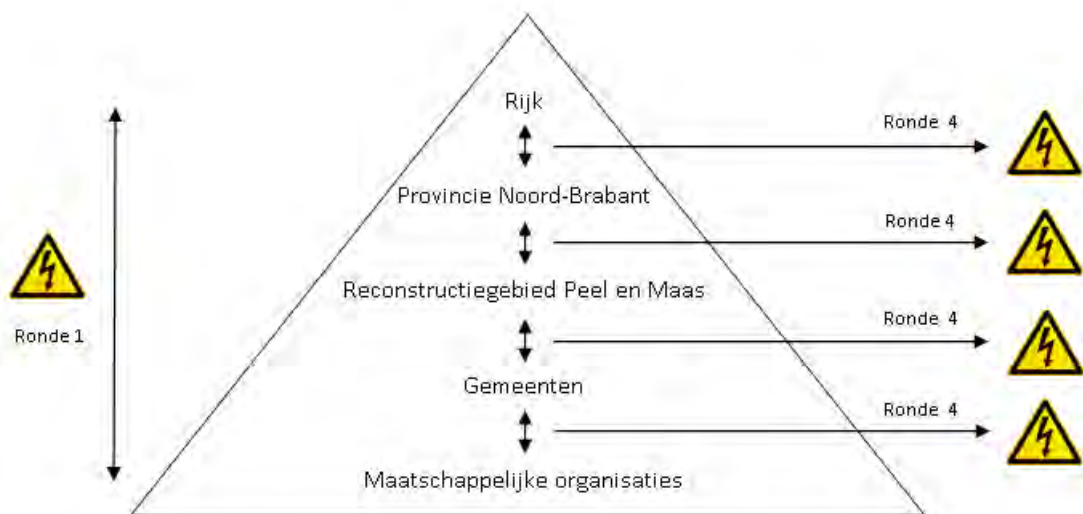 Rijk
Ronde 4
Provincie Noord-Brabant
Ronde 4
Reconstructiegebied Peel en Maas
Ronde 1
Ronde 4
Gemeenten
Ronde 4
Maatschappelijke organisaties